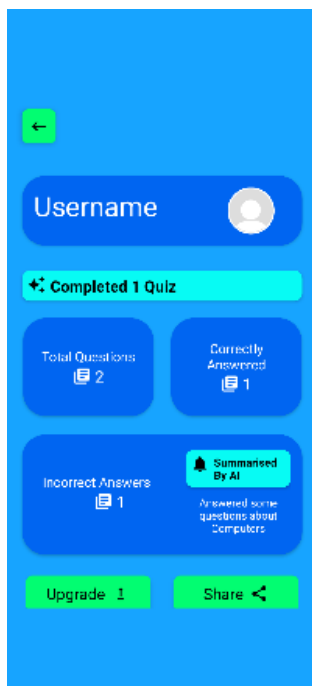 Username
Completed 1 Quiz
Total Questions
2
Correctly
Answered
1
Incorrect Answers
1
Summarised
By AI
Answered some
questions about
Computers
Upgrade
Share